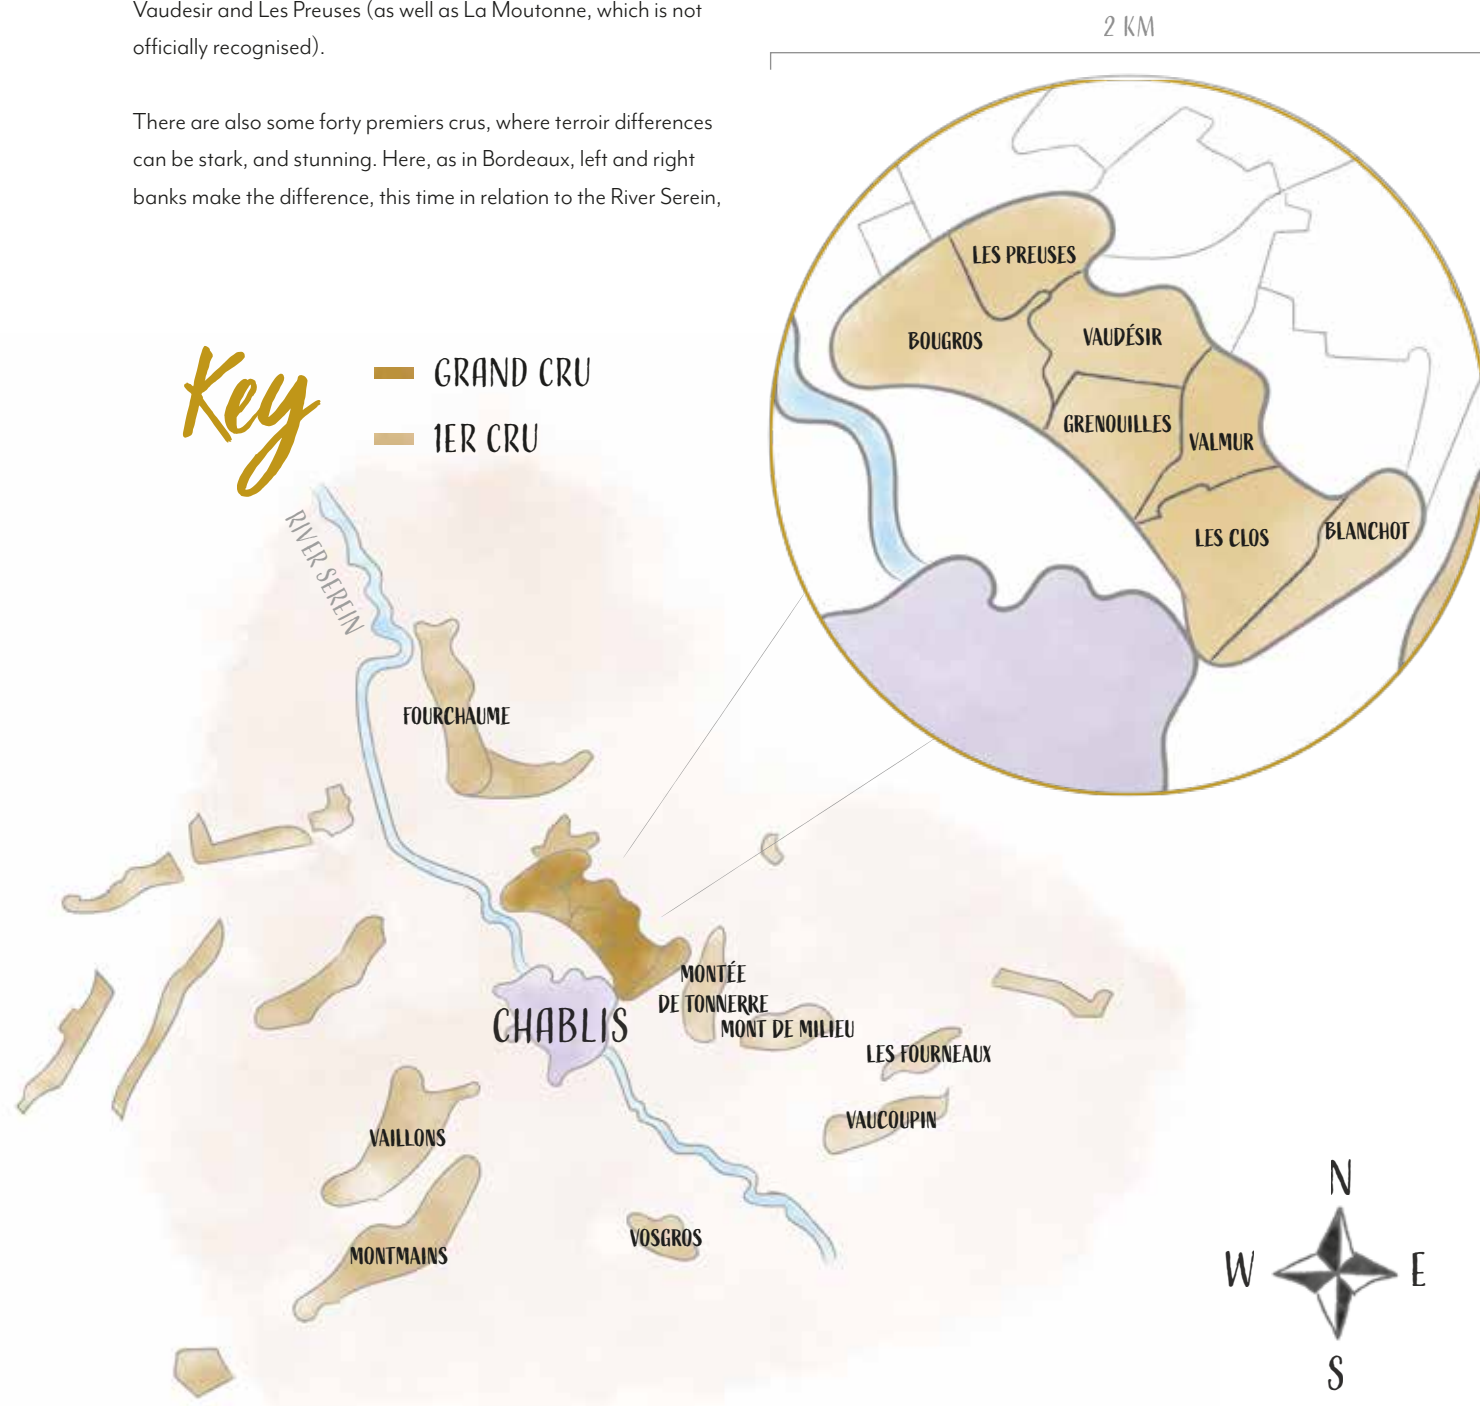 Vaudesir and Les Preuses (as well as La Moutonne, which is not
officially recognised).
There are also some forty premiers crus, where terroir differences
can be stark, and stunning. Here, as in Bordeaux, left and right
banks make the difference, this time in relation to the River Serein,
2 KM
LES PREUSES
BOUGROS
VAUDÉSIR
GRENOUILLES
VALMUR
LES CLOS
BLANCHOT
Key
GRAND CRU
1ER CRU
RIVER SEREIN
FOURCHAUME
MONTÉE
DE TONNERRE
CHABLIS
MONT DE MILIEU
LES FOURNEAUX
VAUCOUPIN
VAILLONS
VOSGROS
MONTMAINS
N
W
E
S